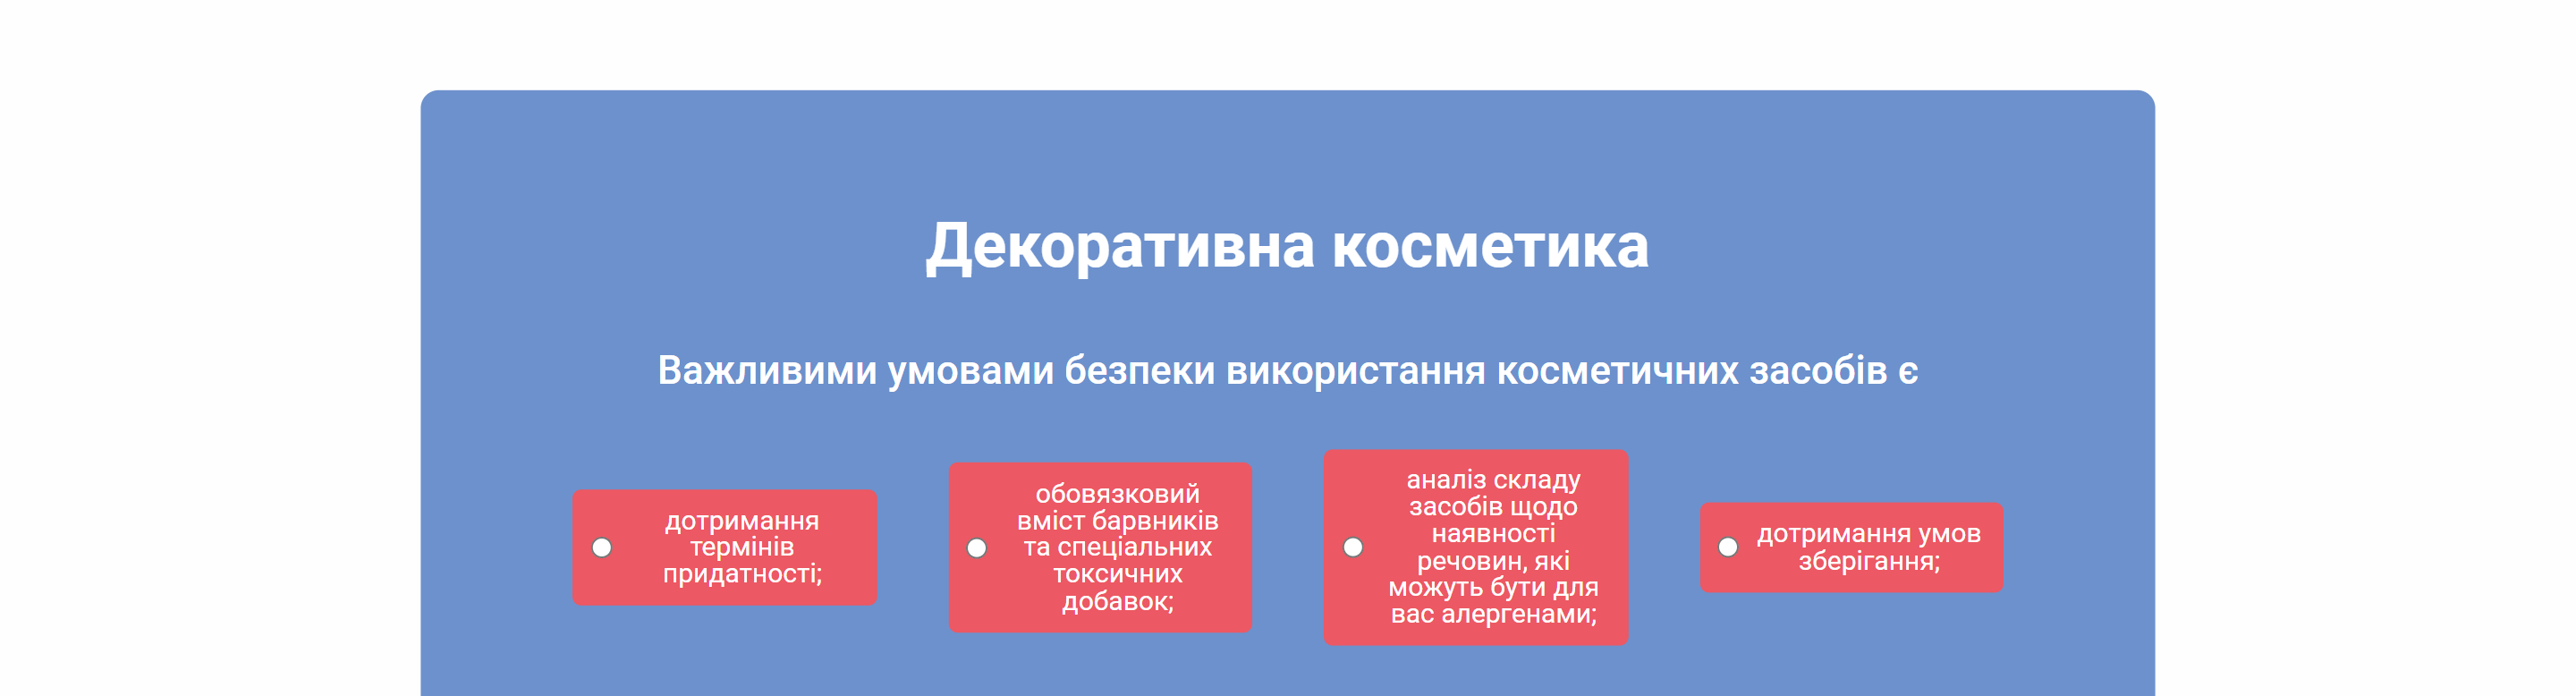 Декоративна косметика
Важливими умовами безпеки використання косметичних засобів є
дотримання
термінів
придатності;
обовязковий
вміст барвників
та спеціальних
токсичних
добавок;
аналіз складу
засобів щодо
наявності
речовин, які
можуть бути для
вас алергенами;
дотримання умов
зберігання;